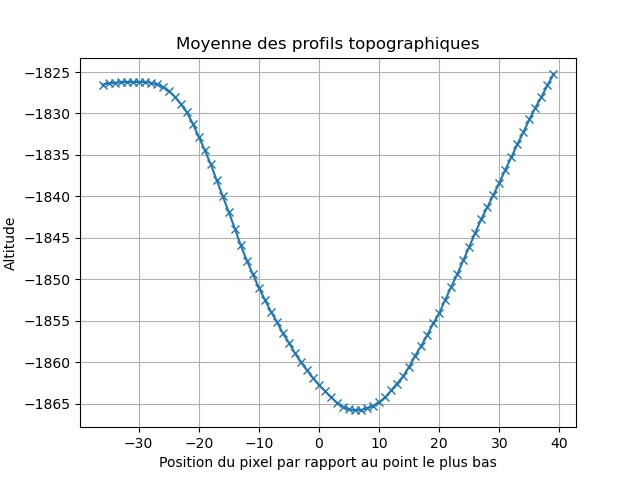 Moyenne des profils topographiques
Altitude
−1825
−1830
−1835
−1840
−1845
−1850
−1855
−1860
−1865
−30 −20 −10 0 10 20 30 40
Position du pixel par rapport au point le plus bas